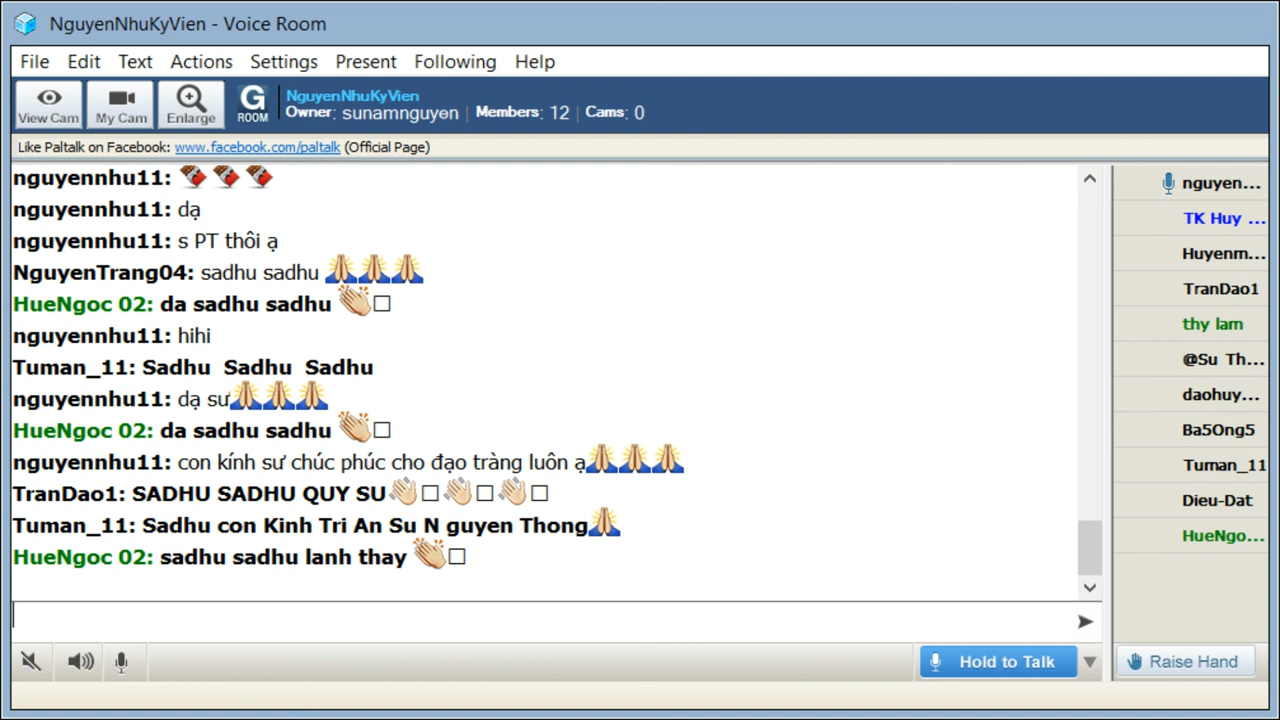 NguyenNhuKyVien - Voice Room
File Edit Text Actions Settings Present Following Help
View Cam My Cam Enlarge G ROOM
NguyenNhuKyVien
Owner: sunamnguyen | Members: 12 | Cams: 0
Like Paltalk on Facebook: www.facebook.com/paltalk (Official Page)
nguyennhu11:
nguyennhu11: dạ
nguyennhu11: s PT thôi ạ
NguyenTrang04: sadhu sadhu
HueNgoc 02: da sadhu sadhu
nguyennhu11: hihi
Tuman_11: Sadhu Sadhu Sadhu
nguyennhu11: dạ sư
HueNgoc 02: da sadhu sadhu
nguyennhu11: con kính sư chúc phúc cho đạo tràng luôn ạ
TranDao1: SADHU SADHU QUY SU
Tuman_11: Sadhu con Kinh Tri An Su N guyen Thong
HueNgoc 02: sadhu sadhu lanh thay
nguyen...
TK Huy ...
Huyenm...
TranDao1
thy lam
@Su Th...
daohuy...
Ba5Ong5
Tuman_11
Dieu-Dat
HueNgo...
Hold to Talk
Raise Hand